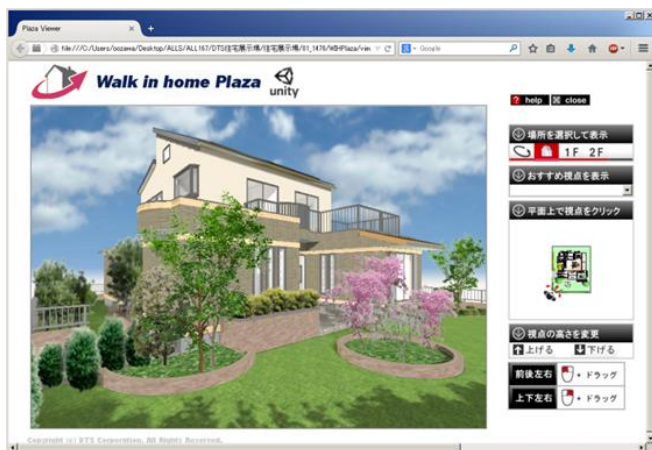 Plaza Viewer
Google
Walk in home Plaza
unity
? help
close
場所を選択して表示
1F 2F
おすすめ視点を表示
平面上で視点をクリック
視点の高さを変更
上げる 下げる
前後左右 ・ドラッグ
上下左右 ・ドラッグ
Copyright (c) DTS Corporation, All Rights Reserved.